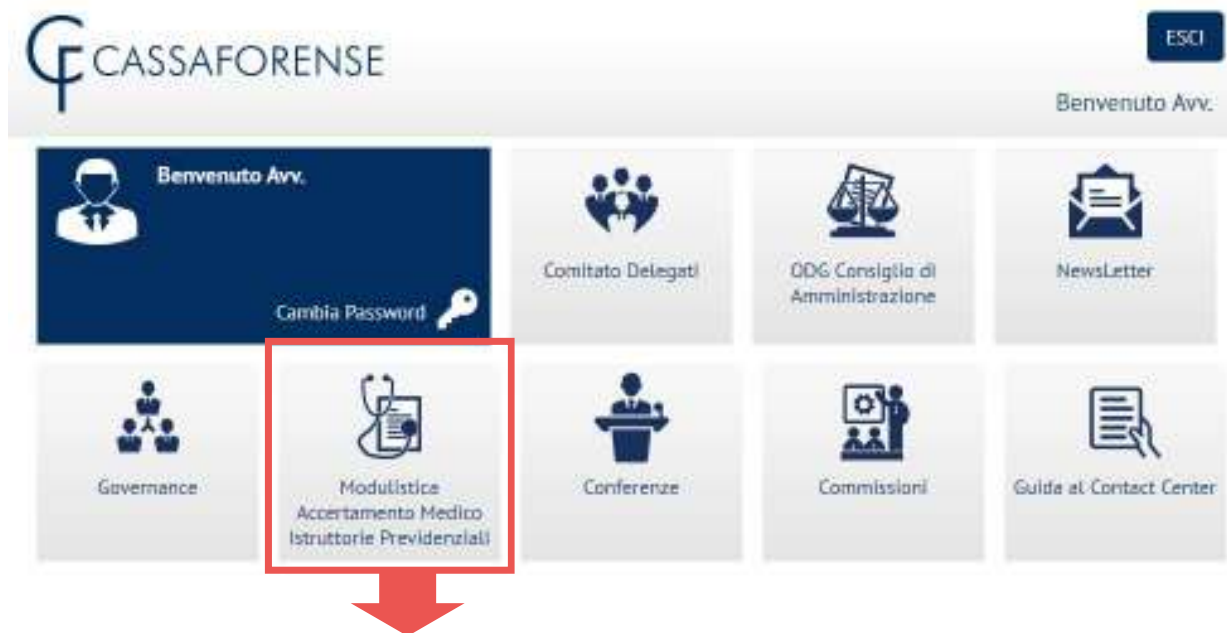 CASSAFORENSE
ESCI
Benvenuto Avv.
Benvenuto Avv.
Cambia Password
Comitato Delegati
ODG Consiglio di
Amministrazione
NewsLetter
Governance
Modulistica
Accertamento Medico
Istruttorie Previdenziali
Conferenze
Commissioni
Guida al Contact Center